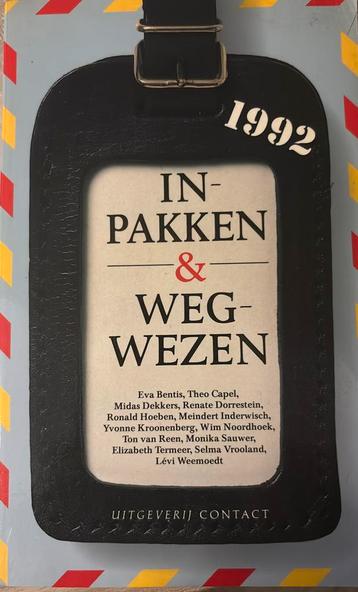 1992
IN-
PAKKEN
&
WEG-
WEZEN
Eva Bentis, Theo Capel,
Midas Dekkers, Renate Dorrestein,
Ronald Hoeben, Meindert Inderwisch,
Yvonne Kroonenberg, Wim Noordhoek,
Ton van Reen, Monika Sauwer,
Elizabeth Termeer, Selma Vrooland,
Lévi Weemoedt
UITGEVERIJ CONTACT